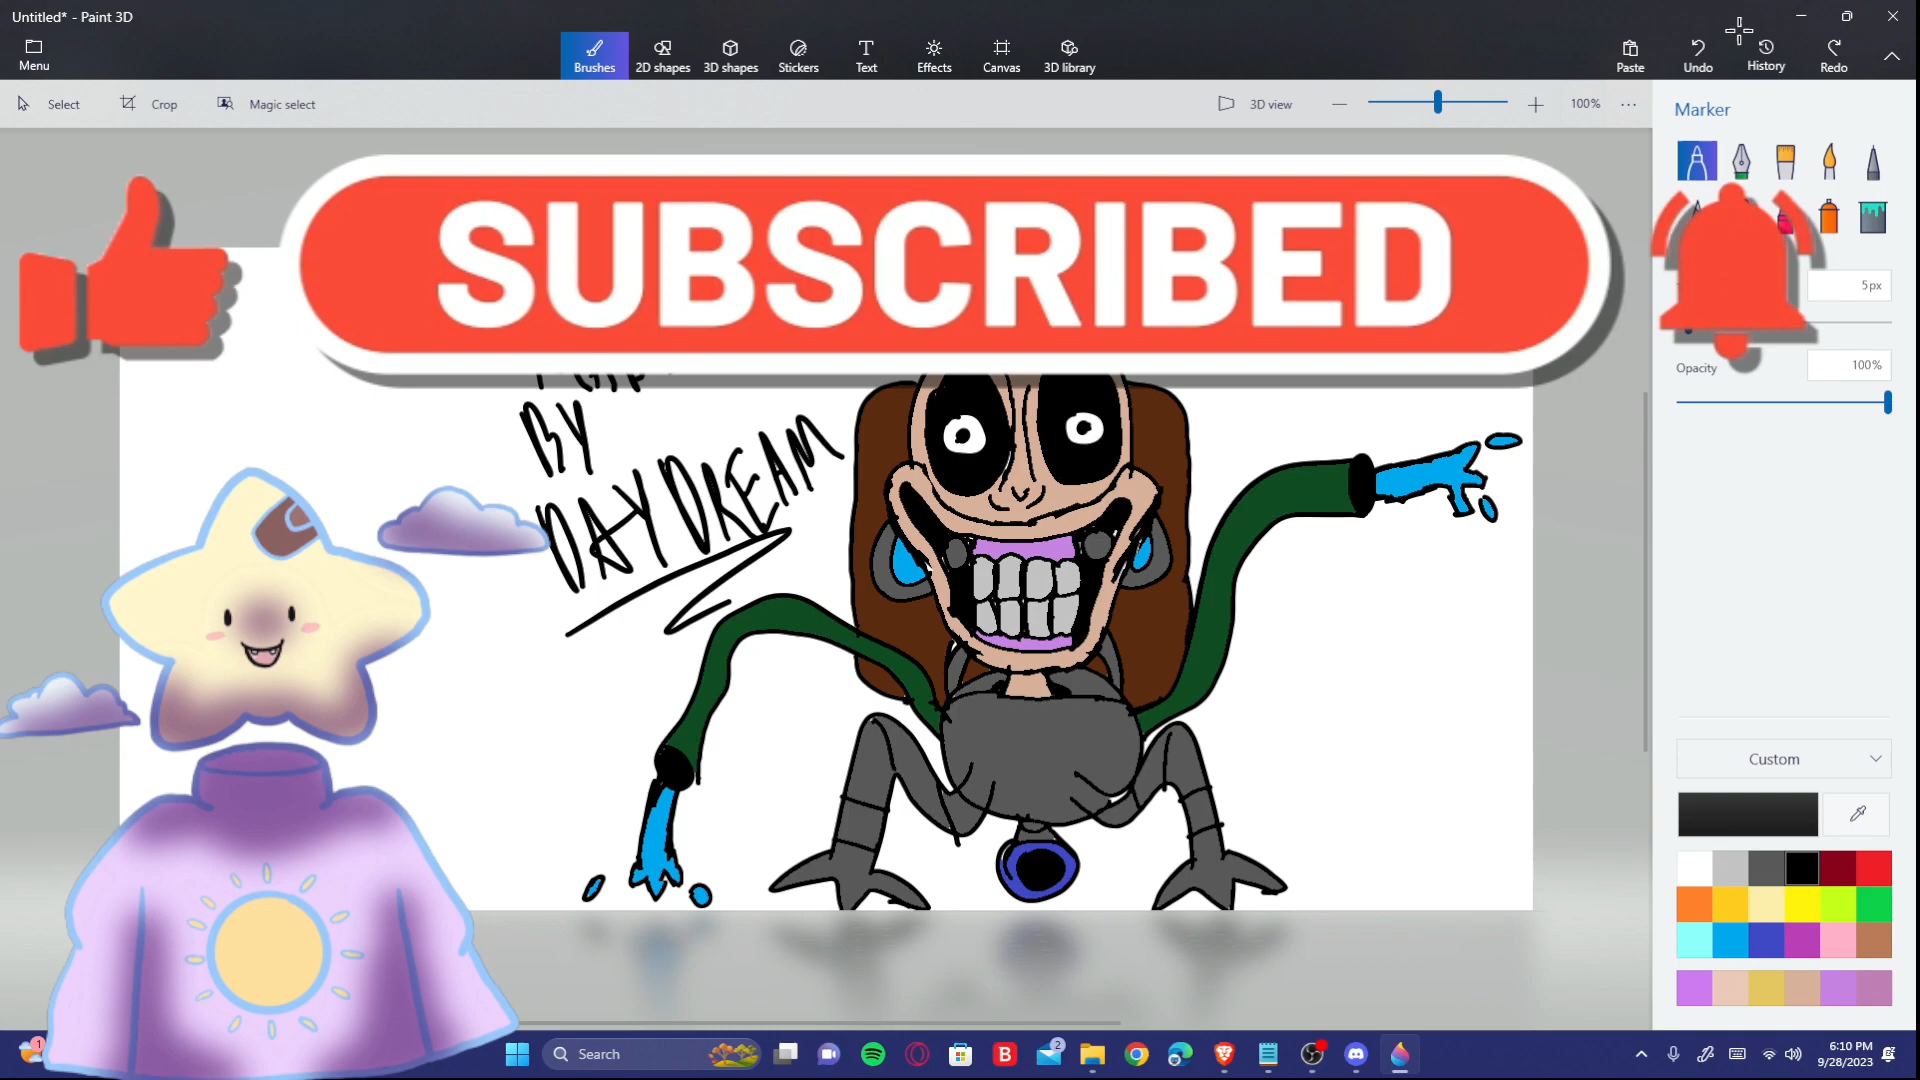 Untitled* - Paint 3D
Menu
Brushes 2D shapes 3D shapes Stickers Text Effects Canvas 3D library
Paste Undo History Redo
Select Crop Magic select
3D view 100% ...
Marker
SUBSCRIBED
5px
Opacity 100%
BY
DAYDREAM
Custom
1
Search
B
2
6:10 PM
9/28/2023